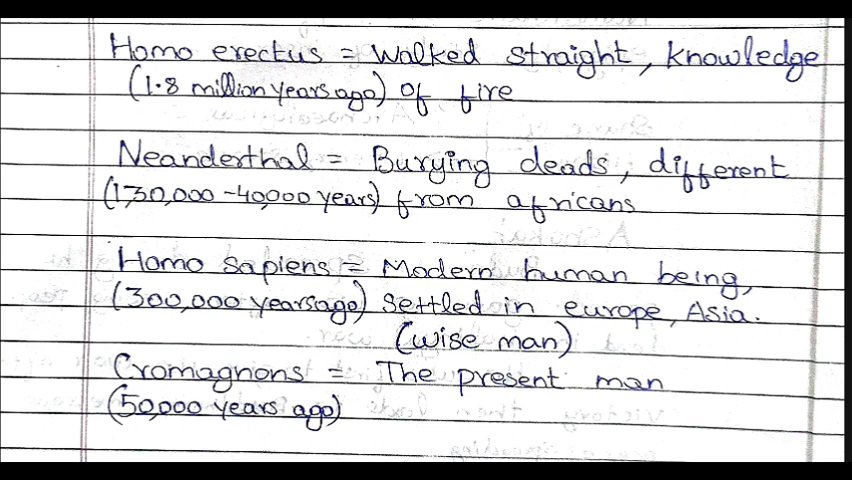 Homo erectus = Walked straight, knowledge
(1.8 million years ago) of fire
Neanderthal = Burying deads, different
(1,30,000 - 40,000 years) from africans
Homo sapiens = Modern human being,
(300,000 years ago) settled in europe, Asia.
(wise man)
Cromagnons = The present man
(50,000 years ago)